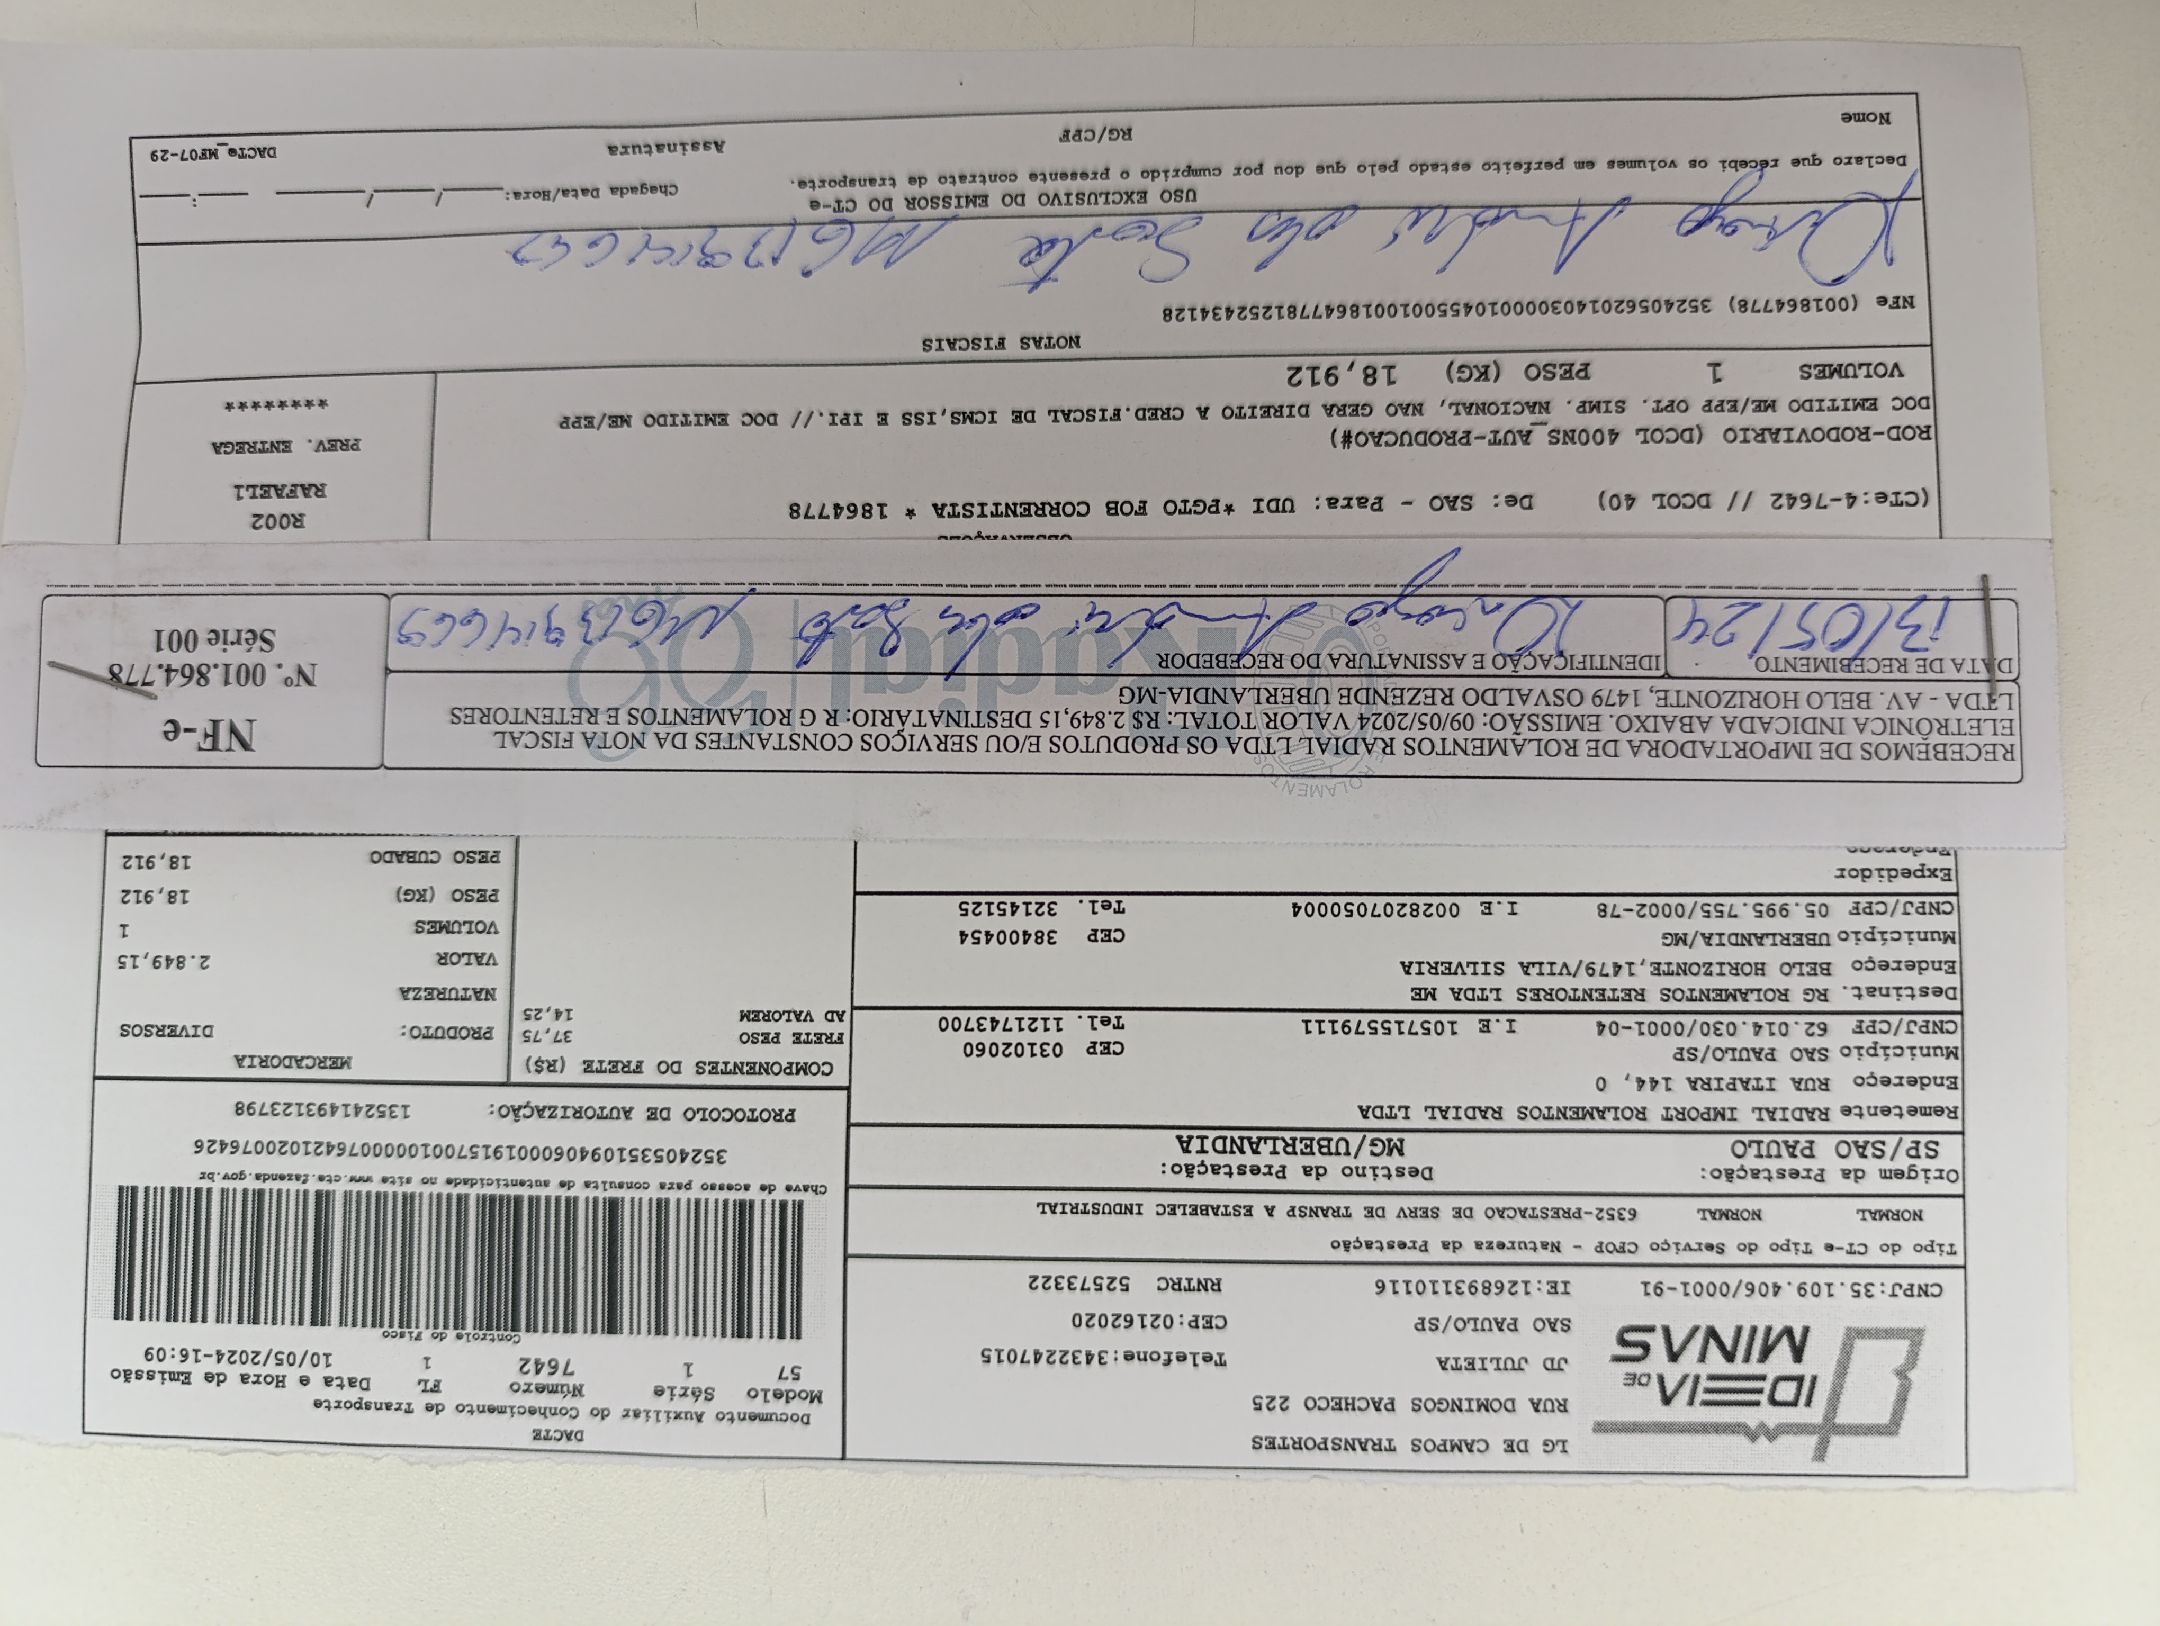 IDEIA DE
MINAS
LG DE CAMPOS TRANSPORTES
RUA DOMINGOS PACHECO 225
JD JULIETA Telefone:3432247015
SAO PAULO/SP CEP:02162020
CNPJ:35.109.406/0001-91 IE:126893110116 RNTRC 52573322
DACTE
Documento Auxiliar do Conhecimento de Transporte
Modelo Série Número FL Data e Hora de Emissão
57 1 7642 1 10/05/2024-16:09
Controle do Fisco
Chave de acesso para consulta de autenticidade no site www.cte.fazenda.gov.br
35240535109406000191570010000076421020076426
PROTOCOLO DE AUTORIZAÇÃO: 135241493123798
Tipo do CT-e Tipo do Serviço CFOP - Natureza da Prestação
NORMAL NORMAL 6352-PRESTACAO DE SERV DE TRANSP A ESTABELEC INDUSTRIAL
Origem da Prestação: Destino da Prestação:
SP/SAO PAULO MG/UBERLANDIA
Remetente RADIAL IMPORT ROLAMENTOS RADIAL LTDA
Endereço RUA ITAPIRA 144, 0
Município SAO PAULO/SP CEP 03102060
CNPJ/CPF 62.014.030/0001-04 I.E 105715579111 Tel. 1121743700
Destinat. RG ROLAMENTOS RETENTORES LTDA ME
Endereço BELO HORIZONTE,1479/VILA SILVERIA
Município UBERLANDIA/MG CEP 38400454
CNPJ/CPF 05.995.755/0002-78 I.E 0028207050004 Tel. 32145125
Expedidor
Endereço
COMPONENTES DO FRETE (R$)
FRETE PESO 37,75
AD VALOREM 14,25
MERCADORIA
PRODUTO: DIVERSOS
NATUREZA
VALOR 2.849,15
VOLUMES 1
PESO (KG) 18,912
PESO CUBADO 18,912
RECEBEMOS DE IMPORTADORA DE ROLAMENTOS RADIAL LTDA OS PRODUTOS E/OU SERVIÇOS CONSTANTES DA NOTA FISCAL
ELETRÔNICA INDICADA ABAIXO. EMISSÃO: 09/05/2024 VALOR TOTAL: R$ 2.849,15 DESTINATÁRIO: R G ROLAMENTOS E RETENTORES
LTDA - AV. BELO HORIZONTE, 1479 OSVALDO REZENDE UBERLANDIA-MG
DATA DE RECEBIMENTO IDENTIFICAÇÃO E ASSINATURA DO RECEBEDOR
13/05/24 André dos
Radial
NF-e
Nº. 001.864.778
Série 001
OBSERVAÇÕES
(CTe:4-7642 // DCOL 40) De: SAO - Para: UDI *PGTO FOB CORRENTISTA * 1864778
ROD-RODOVIARIO (DCOL 400NS_AUT-PRODUCAO#)
DOC EMITIDO ME/EPP OPT. SIMP. NACIONAL, NAO GERA DIREITO A CRED.FISCAL DE ICMS,ISS E IPI.// DOC EMITIDO ME/EPP
VOLUMES 1 PESO (KG) 18,912
R002
RAFAEL1
PREV. ENTREGA
********
NOTAS FISCAIS
NFe (001864778) 35240562014030000104550010018647781252434128
André dos
USO EXCLUSIVO DO EMISSOR DO CT-e
Declaro que recebi os volumes em perfeito estado pelo que dou por cumprido o presente contrato de transporte.
Chegada Data/Hora: / / :
Nome RG/CPF Assinatura DACTe_MF07-29